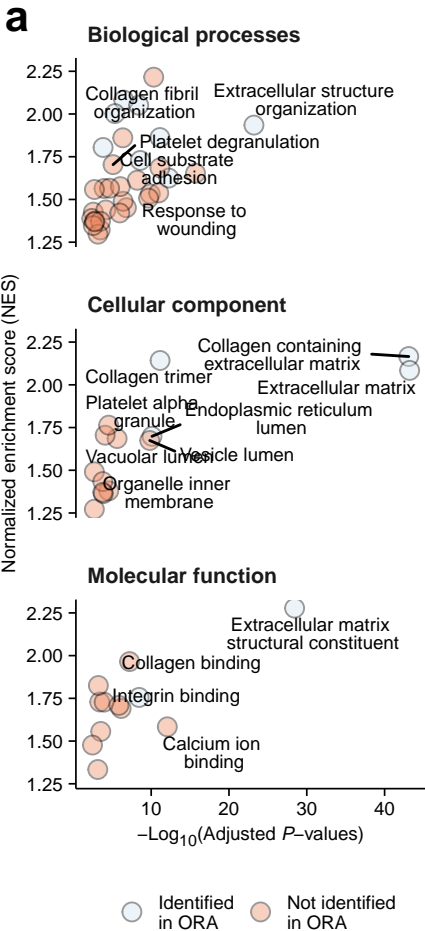 a
Biological processes
2.25
2.00
1.75
1.50
1.25
Collagen fibril
organization
Extracellular structure
organization
Platelet degranulation
Cell substrate
adhesion
Response to
wounding
Normalized enrichment score (NES)
Cellular component
2.25
2.00
1.75
1.50
1.25
Collagen containing
extracellular matrix
Collagen trimer
Extracellular matrix
Platelet alpha
granule
Endoplasmic reticulum
lumen
Vacuolar lumen
Vesicle lumen
Organelle inner
membrane
Molecular function
2.25
2.00
1.75
1.50
1.25
Extracellular matrix
structural constituent
Collagen binding
Integrin binding
Calcium ion
binding
10 20 30 40
−Log10(Adjusted P−values)
Identified
in ORA
Not identified
in ORA